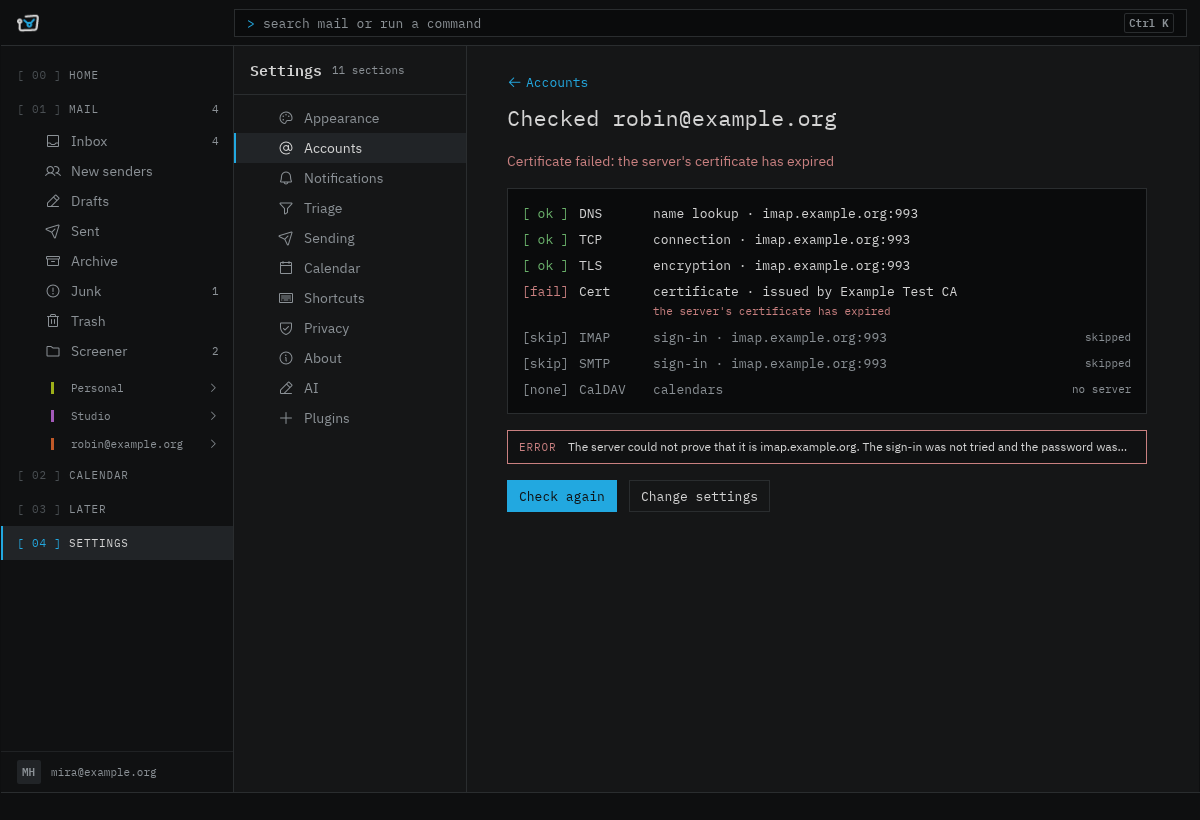 > search mail or run a command Ctrl K
[ 00 ] HOME
[ 01 ] MAIL 4
Inbox 4
New senders
Drafts
Sent
Archive
Junk 1
Trash
Screener 2
Personal
Studio
robin@example.org
[ 02 ] CALENDAR
[ 03 ] LATER
[ 04 ] SETTINGS
MH mira@example.org
Settings 11 sections
Appearance
Accounts
Notifications
Triage
Sending
Calendar
Shortcuts
Privacy
About
AI
Plugins
← Accounts
Checked robin@example.org
Certificate failed: the server's certificate has expired
[ ok ] DNS name lookup · imap.example.org:993
[ ok ] TCP connection · imap.example.org:993
[ ok ] TLS encryption · imap.example.org:993
[fail] Cert certificate · issued by Example Test CA
the server's certificate has expired
[skip] IMAP sign-in · imap.example.org:993 skipped
[skip] SMTP sign-in · imap.example.org:993 skipped
[none] CalDAV calendars no server
ERROR The server could not prove that it is imap.example.org. The sign-in was not tried and the password was...
Check again Change settings